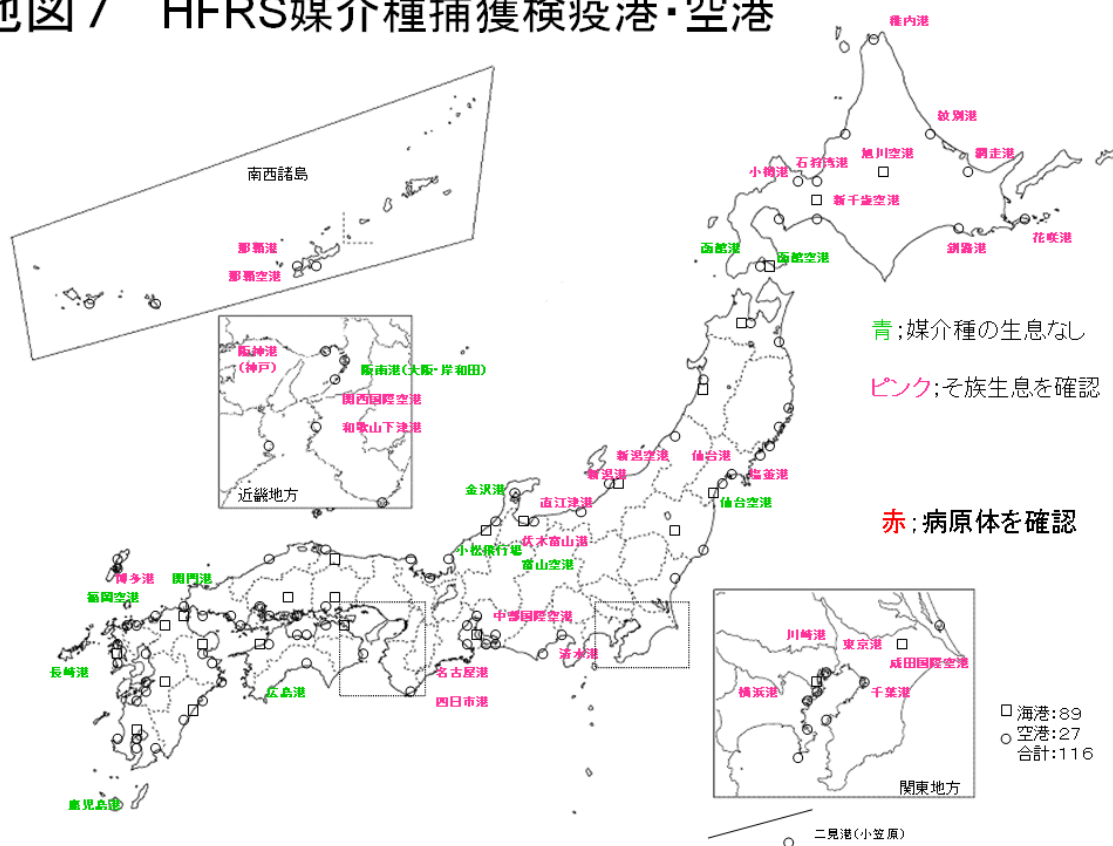 地図7 HFRS媒介種捕獲検疫港・空港
稚内港
紋別港
旭川空港
網走港
石狩湾港
小樽港
新千歳空港
花咲港
釧路港
函館港
函館空港
南西諸島
那覇港
那覇空港
阪神港
(神戸)
阪南港(大阪・岸和田)
関西国際空港
和歌山下津港
近畿地方
青;媒介種の生息なし
ピンク;そ族生息を確認
赤;病原体を確認
新潟空港
仙台港
新潟港
塩釜港
仙台空港
金沢港
直江津港
伏木富山港
小松飛行場
富山空港
博多港
関門港
福岡空港
長崎港
広島港
鹿児島港
中部国際空港
清水港
名古屋港
四日市港
川崎港
東京港
成田国際空港
横浜港
千葉港
関東地方
□海港:89
○空港:27
合計:116
二見港(小笠原)